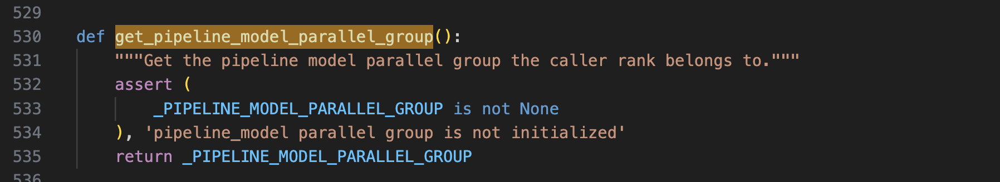 529
530 def get_pipeline_model_parallel_group():
531 """Get the pipeline model parallel group the caller rank belongs to."""
532 assert (
533 _PIPELINE_MODEL_PARALLEL_GROUP is not None
534 ), 'pipeline_model parallel group is not initialized'
535 return _PIPELINE_MODEL_PARALLEL_GROUP
536